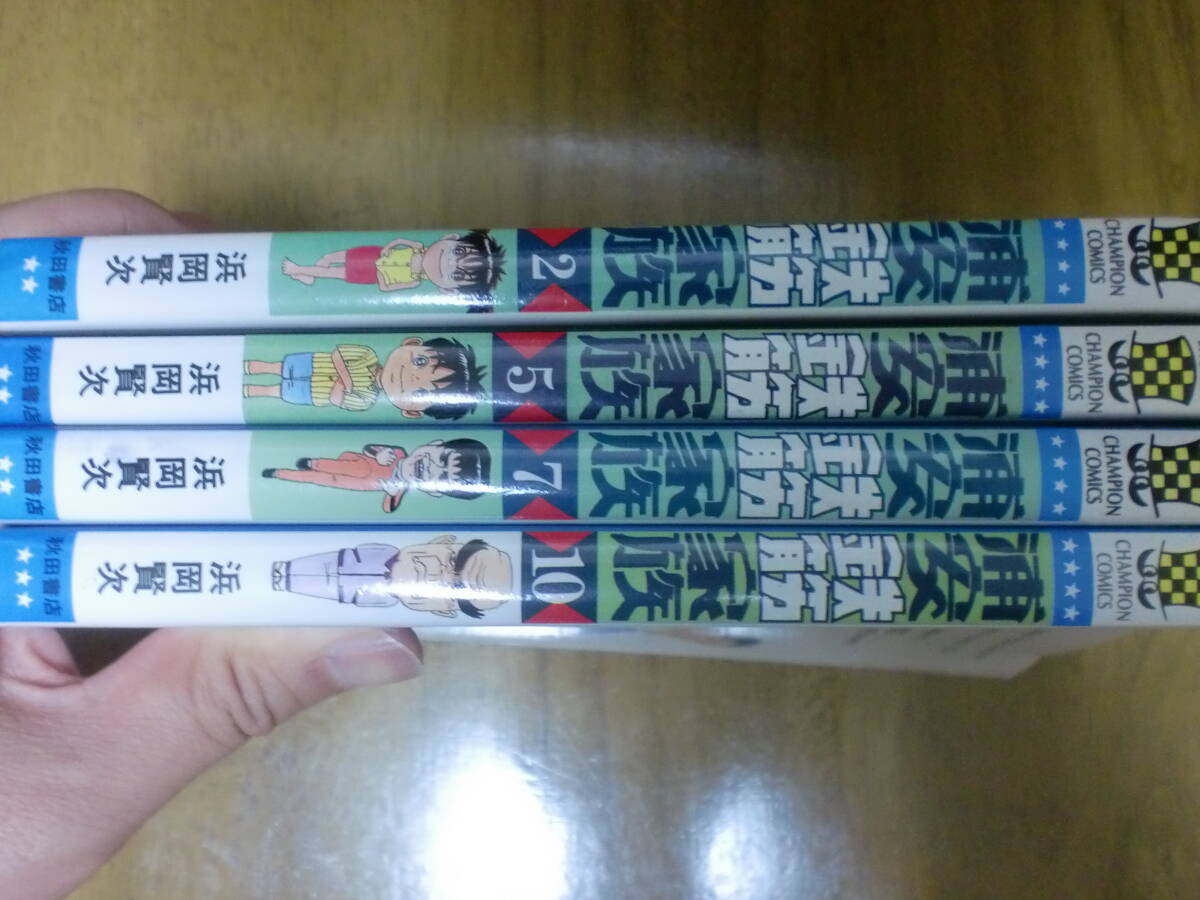 CHAMPION
COMICS
浦安
鉄筋
家族
2
浜岡賢次
秋田書店
CHAMPION
COMICS
浦安
鉄筋
家族
5
浜岡賢次
秋田書店
CHAMPION
COMICS
浦安
鉄筋
家族
7
浜岡賢次
秋田書店
CHAMPION
COMICS
浦安
鉄筋
家族
10
浜岡賢次
秋田書店